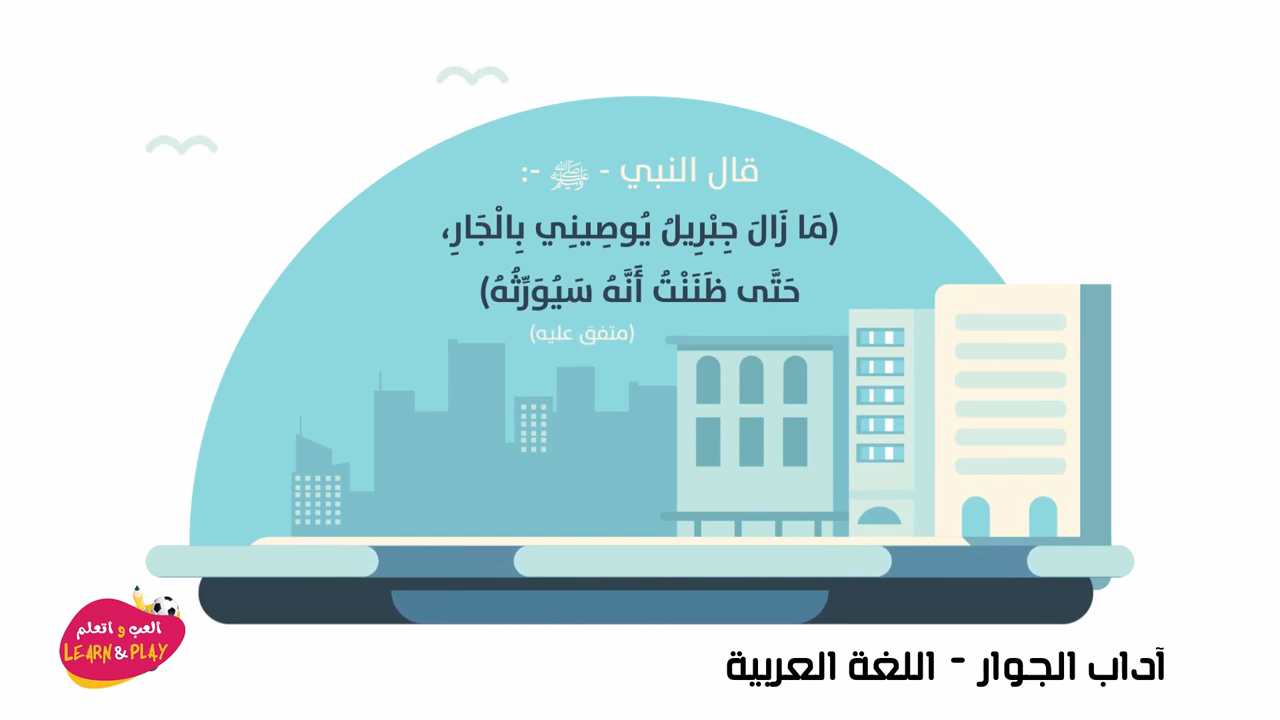 قال النبي - ﷺ -:
(مَا زَالَ جِبْرِيلُ يُوصِينِي بِالْجَارِ،
حَتَّى ظَنَنْتُ أَنَّهُ سَيُوَرِّثُهُ)
(متفق عليه)
العب و اتعلم
LEARN & PLAY
آداب الجوار - اللغة العربية